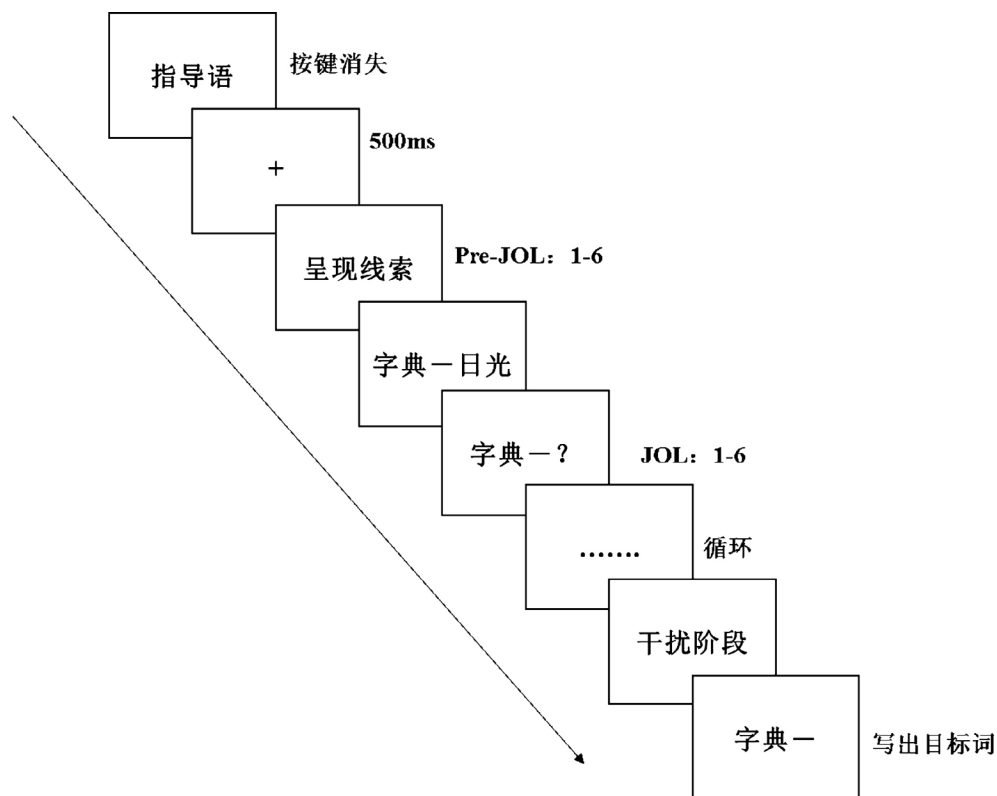 指导语
按键消失
+
500ms
呈现线索
Pre-JOL：1-6
字典－日光
字典－？
JOL：1-6
.......
循环
干扰阶段
字典－
写出目标词